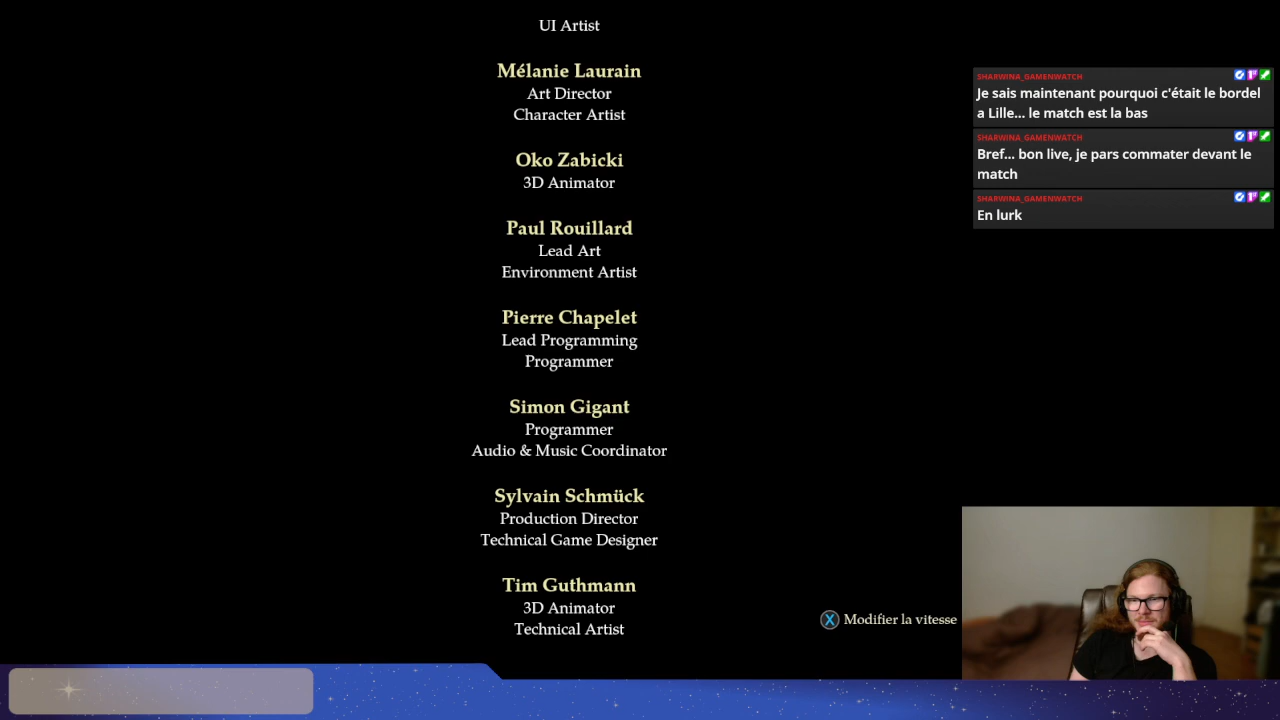 UI Artist
Mélanie Laurain
Art Director
Character Artist
Oko Zabicki
3D Animator
Paul Rouillard
Lead Art
Environment Artist
Pierre Chapelet
Lead Programming
Programmer
Simon Gigant
Programmer
Audio & Music Coordinator
Sylvain Schmück
Production Director
Technical Game Designer
Tim Guthmann
3D Animator
Technical Artist
X Modifier la vitesse
SHARWINA_GAMENWATCH
Je sais maintenant pourquoi c'était le bordel
a Lille... le match est la bas
SHARWINA_GAMENWATCH
Bref... bon live, je pars commater devant le
match
SHARWINA_GAMENWATCH
En lurk